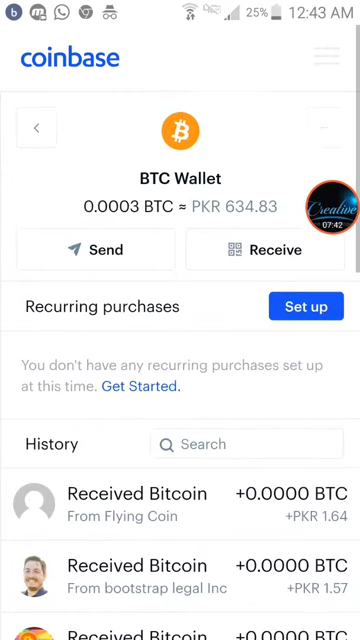 25% 12:43 AM
coinbase
BTC Wallet
0.0003 BTC ≈ PKR 634.83
Creative
07:42
Send
Receive
Recurring purchases
Set up
You don't have any recurring purchases set up
at this time. Get Started.
History
Search
Received Bitcoin +0.0000 BTC
From Flying Coin +PKR 1.64
Received Bitcoin +0.0000 BTC
From bootstrap legal Inc +PKR 1.57
Received Bitcoin +0.0000 BTC